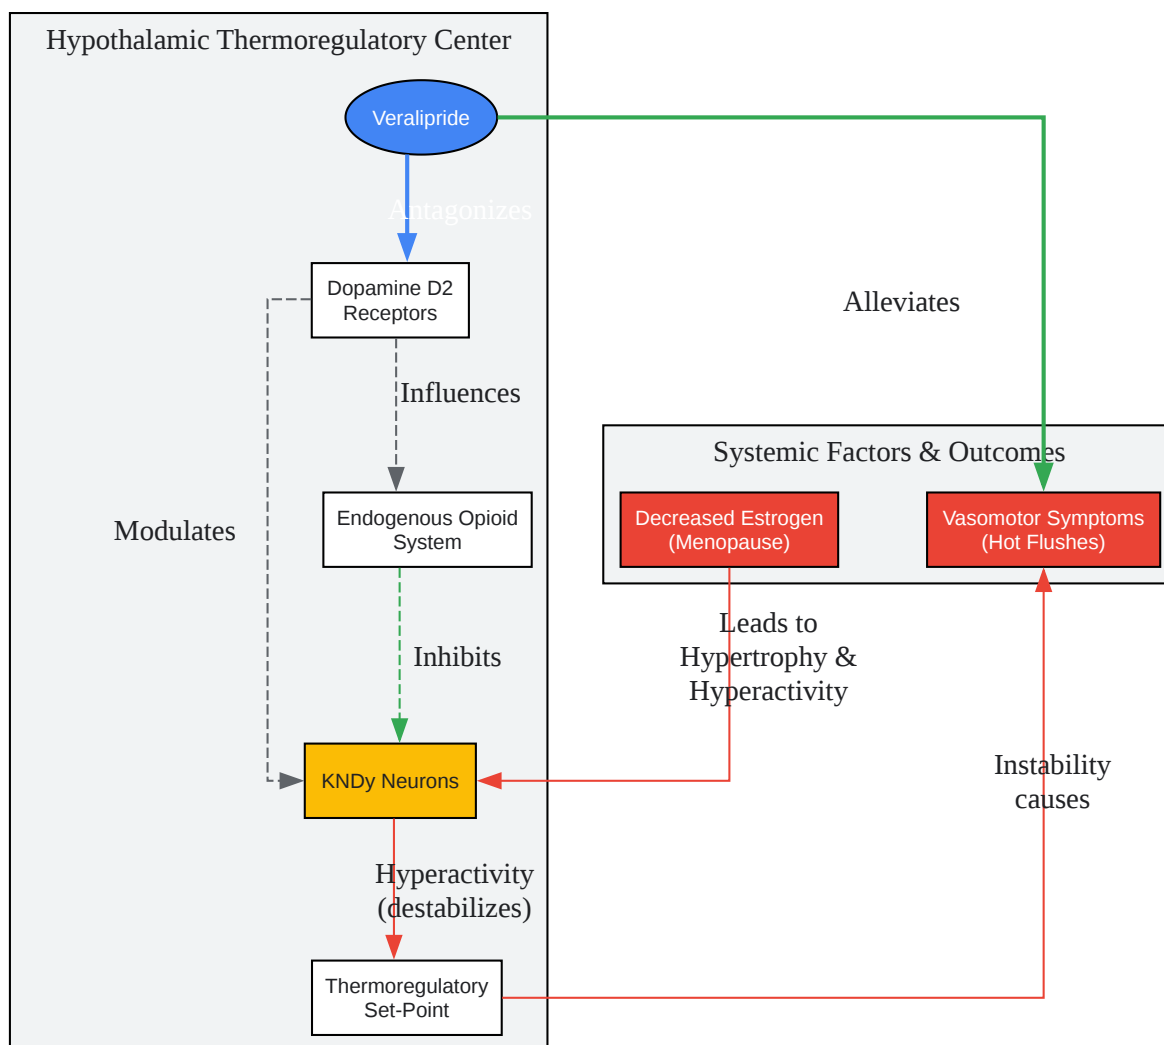 Hypothalamic Thermoregulatory Center
Veralipride
Antagonizes
Dopamine D2
Receptors
Influences
Modulates
Endogenous Opioid
System
Inhibits
KNDy Neurons
Hyperactivity
(destabilizes)
Thermoregulatory
Set-Point
Alleviates
Systemic Factors & Outcomes
Decreased Estrogen
(Menopause)
Vasomotor Symptoms
(Hot Flushes)
Leads to
Hypertrophy &
Hyperactivity
Instability
causes